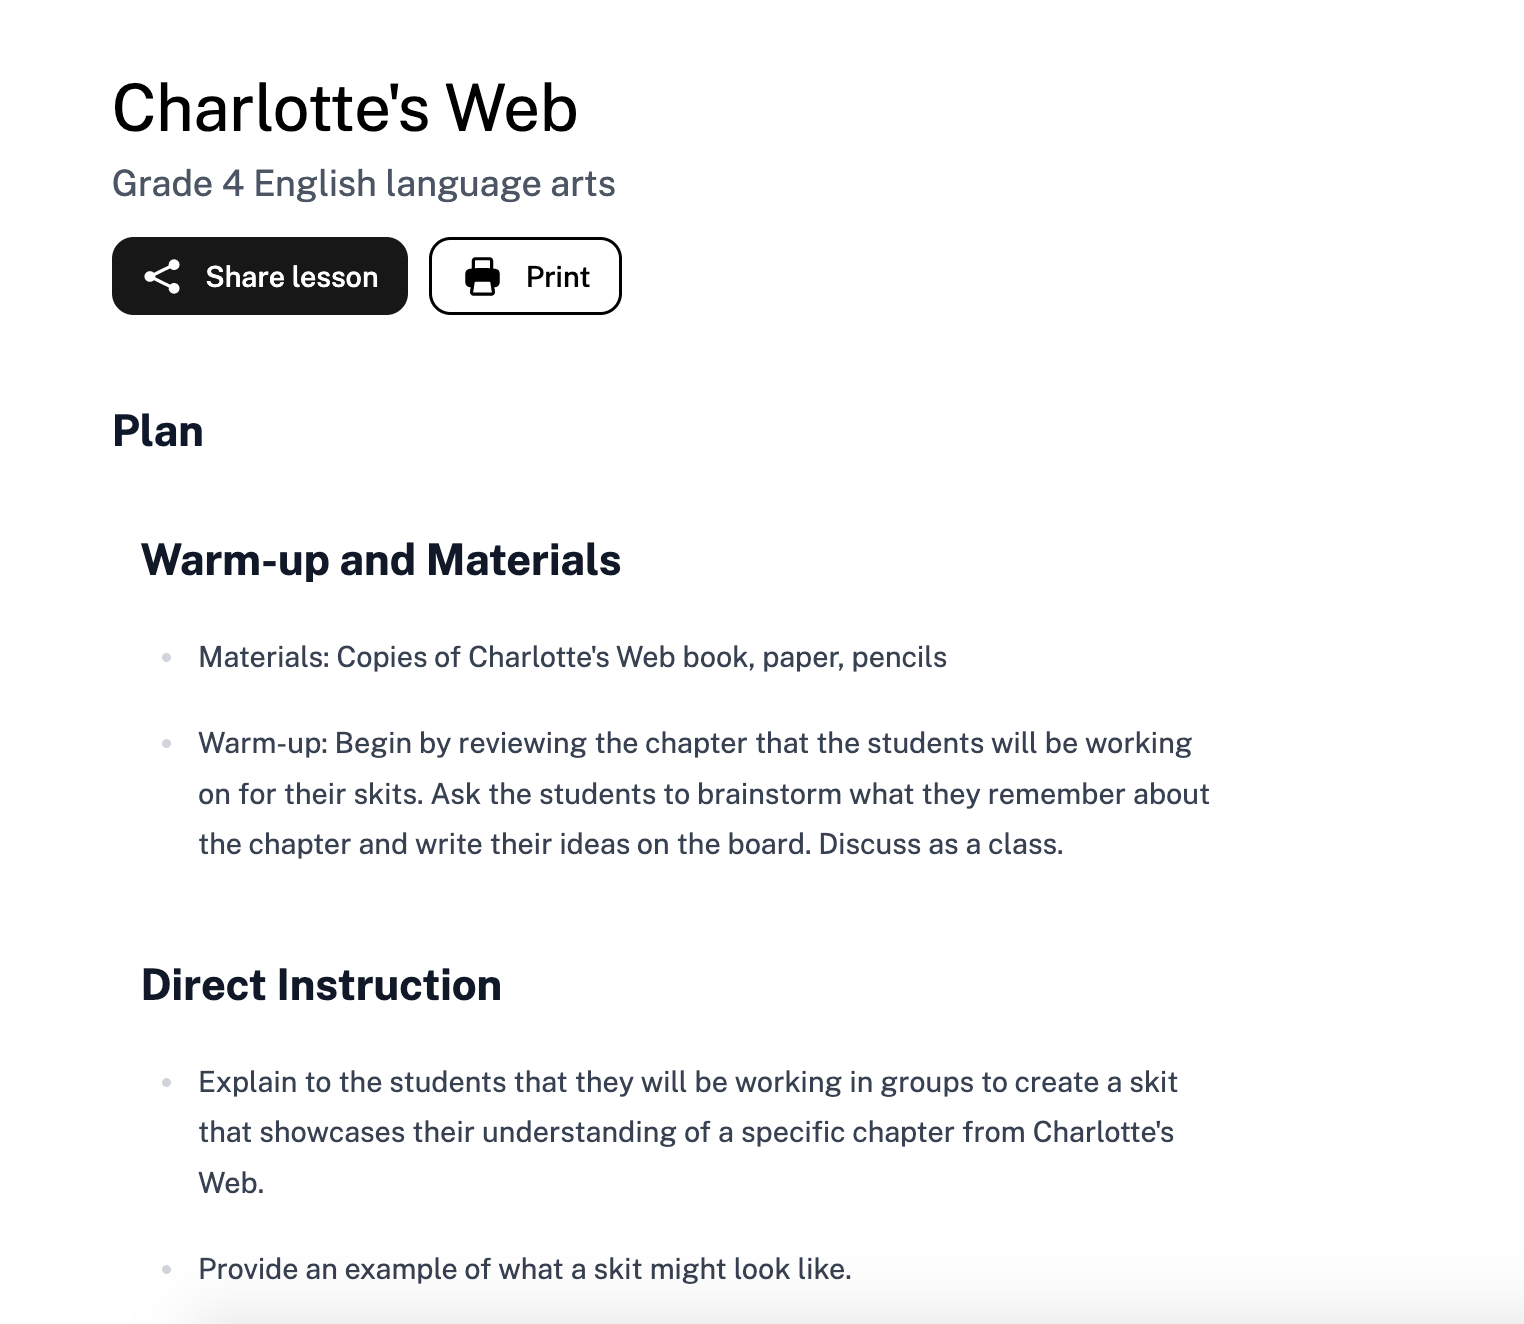 Charlotte's Web
Grade 4 English language arts
Share lesson
Print
Plan
Warm-up and Materials
Materials: Copies of Charlotte's Web book, paper, pencils
Warm-up: Begin by reviewing the chapter that the students will be working
on for their skits. Ask the students to brainstorm what they remember about
the chapter and write their ideas on the board. Discuss as a class.
Direct Instruction
Explain to the students that they will be working in groups to create a skit
that showcases their understanding of a specific chapter from Charlotte's
Web.
Provide an example of what a skit might look like.